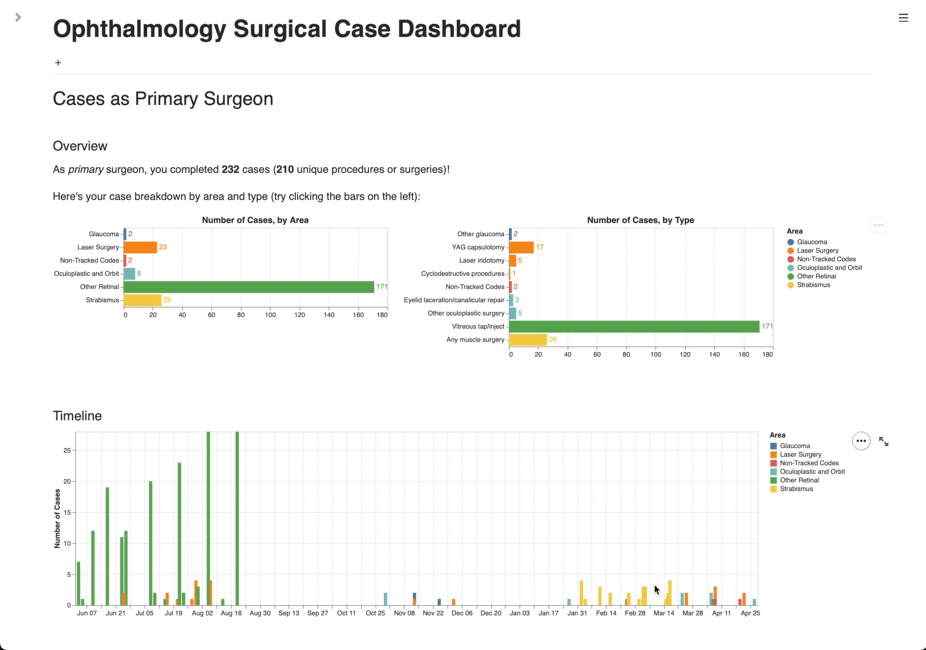 Ophthalmology Surgical Case Dashboard
+
Cases as Primary Surgeon
Overview
As primary surgeon, you completed 232 cases (210 unique procedures or surgeries)!
Here's your case breakdown by area and type (try clicking the bars on the left):
Number of Cases, by Area
Glaucoma 2
Laser Surgery 23
Non-Tracked Codes 2
Oculoplastic and Orbit 8
Other Retinal 171
Strabismus 26
0 20 40 60 80 100 120 140 160 180
Number of Cases, by Type
Other glaucoma 2
YAG capsulotomy 17
Laser iridotomy 5
Cyclodestructive procedures 1
Non-Tracked Codes 2
Eyelid laceration/canalicular repair 3
Other oculoplastic surgery 5
Vitreous tap/inject 171
Any muscle surgery 26
0 20 40 60 80 100 120 140 160 180
Area
Glaucoma
Laser Surgery
Non-Tracked Codes
Oculoplastic and Orbit
Other Retinal
Strabismus
Timeline
Number of Cases
25
20
15
10
5
0
Jun 07 Jun 21 Jul 05 Jul 19 Aug 02 Aug 16 Aug 30 Sep 13 Sep 27 Oct 11 Oct 25 Nov 08 Nov 22 Dec 06 Dec 20 Jan 03 Jan 17 Jan 31 Feb 14 Feb 28 Mar 14 Mar 28 Apr 11 Apr 25
Area
Glaucoma
Laser Surgery
Non-Tracked Codes
Oculoplastic and Orbit
Other Retinal
Strabismus